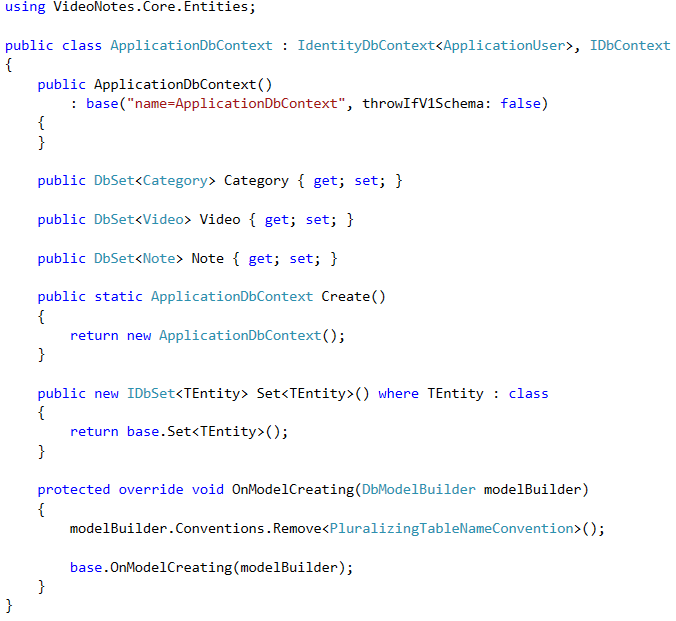 using VideoNotes.Core.Entities;

public class ApplicationDbContext : IdentityDbContext<ApplicationUser>, IDbContext
{
    public ApplicationDbContext()
        : base("name=ApplicationDbContext", throwIfV1Schema: false)
    {
    }

    public DbSet<Category> Category { get; set; }

    public DbSet<Video> Video { get; set; }

    public DbSet<Note> Note { get; set; }

    public static ApplicationDbContext Create()
    {
        return new ApplicationDbContext();
    }

    public new IDbSet<TEntity> Set<TEntity>() where TEntity : class
    {
        return base.Set<TEntity>();
    }

    protected override void OnModelCreating(DbModelBuilder modelBuilder)
    {
        modelBuilder.Conventions.Remove<PluralizingTableNameConvention>();

        base.OnModelCreating(modelBuilder);
    }
}